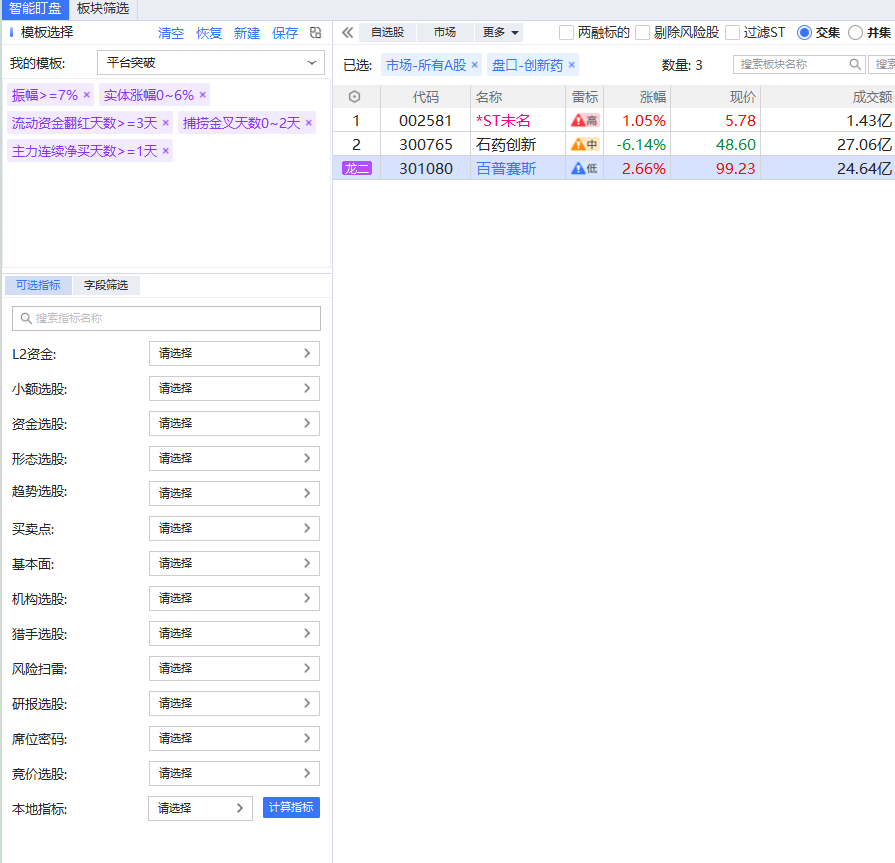 智能盯盘 板块筛选
模板选择 清空 恢复 新建 保存
我的模板: 平台突破
振幅>=7% × 实体涨幅0~6% ×
流动资金翻红天数>=3天 × 捕捞金叉天数0~2天 ×
主力连续净买天数>=1天 ×
可选指标 字段筛选
搜索指标名称
L2资金: 请选择
小额选股: 请选择
资金选股: 请选择
形态选股: 请选择
趋势选股: 请选择
买卖点: 请选择
基本面: 请选择
机构选股: 请选择
猎手选股: 请选择
风险扫雷: 请选择
研报选股: 请选择
席位密码: 请选择
竞价选股: 请选择
本地指标: 请选择 计算指标
自选股 市场 更多 两融标的 剔除风险股 过滤ST 交集 并集
已选: 市场-所有A股 × 盘口-创新药 × 数量: 3 搜索板块名称 搜索
代码 名称 雷标 涨幅 现价 成交额
1 002581 *ST未名 高 1.05% 5.78 1.43亿
2 300765 石药创新 中 -6.14% 48.60 27.06亿
龙二 301080 百普赛斯 低 2.66% 99.23 24.64亿